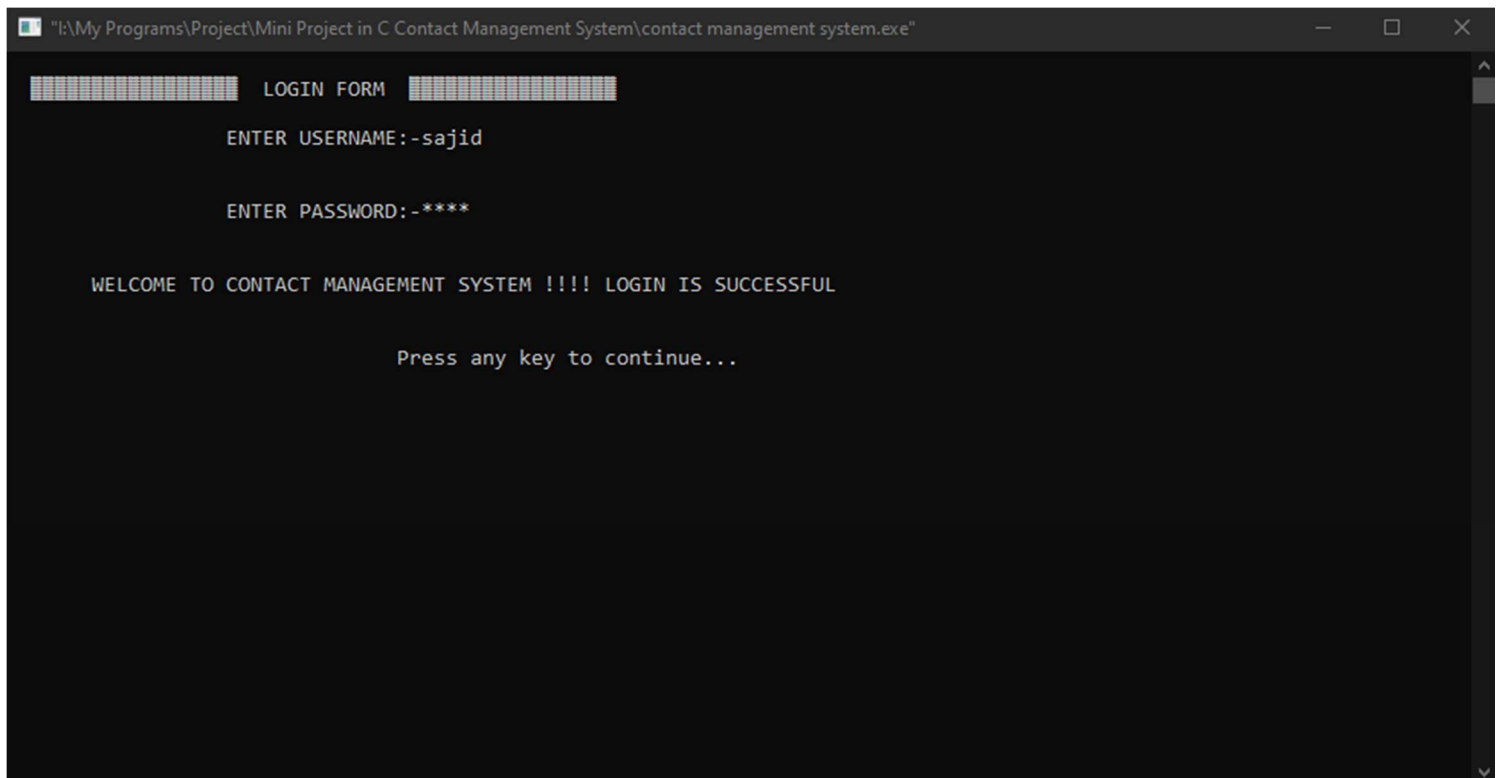 "I:\My Programs\Project\Mini Project in C Contact Management System\contact management system.exe"
LOGIN FORM
ENTER USERNAME:-sajid
ENTER PASSWORD:-****
WELCOME TO CONTACT MANAGEMENT SYSTEM !!!! LOGIN IS SUCCESSFUL
Press any key to continue...